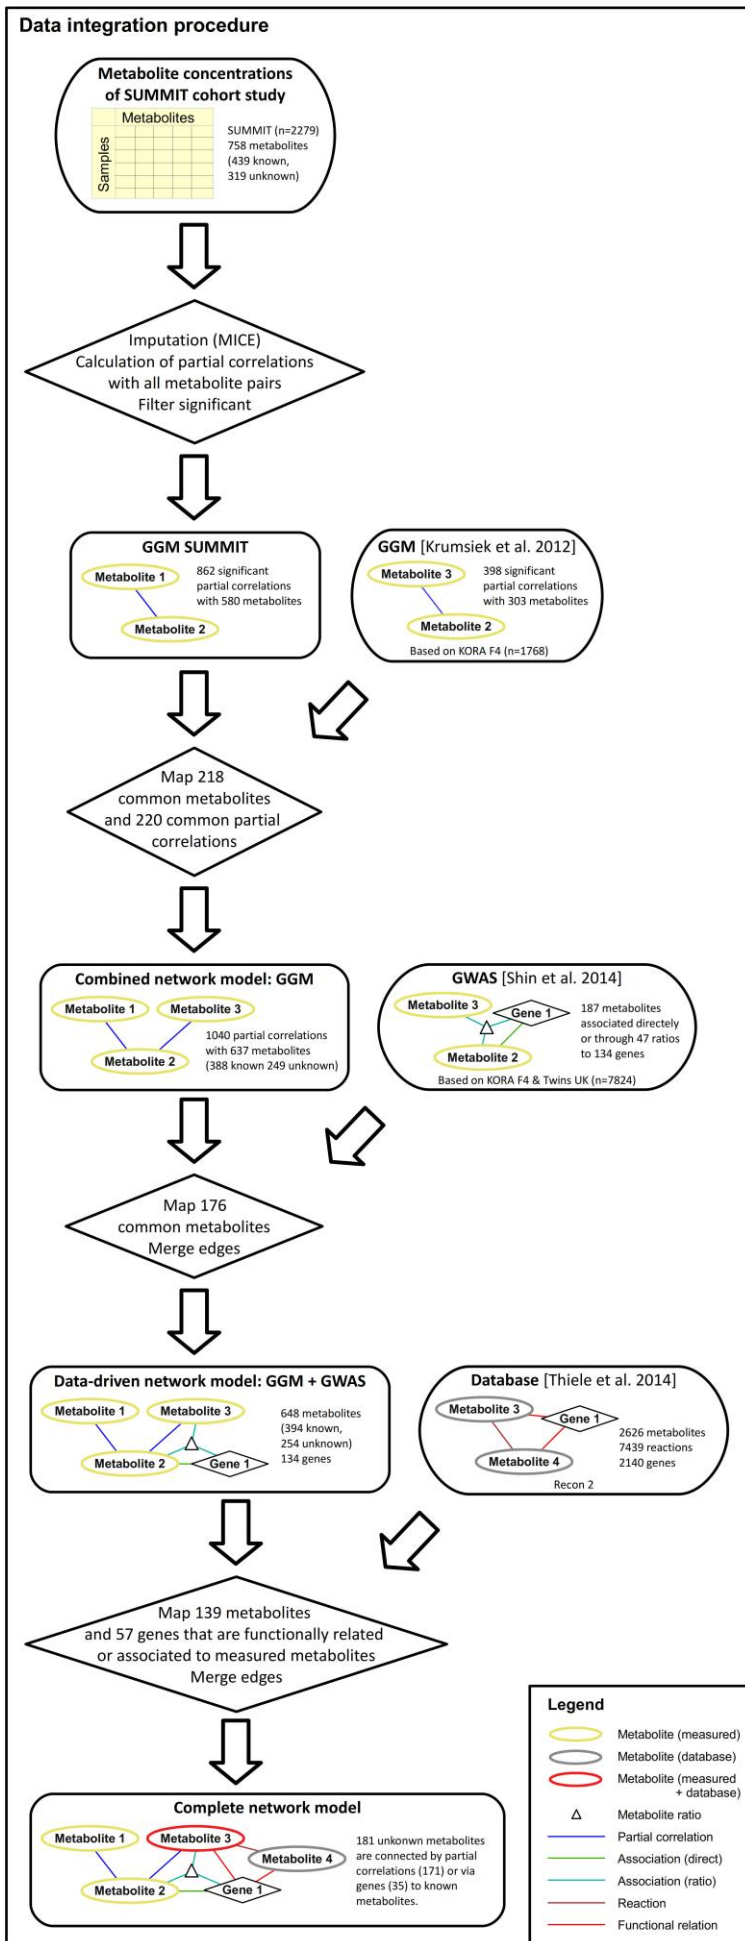 Data integration procedure
Metabolite concentrations
of SUMMIT cohort study
Metabolites
Samples
SUMMIT (n=2279)
758 metabolites
(439 known,
319 unknown)
Imputation (MICE)
Calculation of partial correlations
with all metabolite pairs
Filter significant
GGM SUMMIT
Metabolite 1
Metabolite 2
862 significant
partial correlations
with 580 metabolites
GGM [Krumsiek et al. 2012]
Metabolite 3
Metabolite 2
398 significant
partial correlations
with 303 metabolites
Based on KORA F4 (n=1768)
Map 218
common metabolites
and 220 common partial
correlations
Combined network model: GGM
Metabolite 1
Metabolite 3
Metabolite 2
1040 partial correlations
with 637 metabolites
(388 known 249 unknown)
GWAS [Shin et al. 2014]
Metabolite 3
Gene 1
Metabolite 2
187 metabolites
associated directely
or through 47 ratios
to 134 genes
Based on KORA F4 & Twins UK (n=7824)
Map 176
common metabolites
Merge edges
Data-driven network model: GGM + GWAS
Metabolite 1
Metabolite 3
Metabolite 2
Gene 1
648 metabolites
(394 known,
254 unknown)
134 genes
Database [Thiele et al. 2014]
Metabolite 3
Gene 1
Metabolite 4
2626 metabolites
7439 reactions
2140 genes
Recon 2
Map 139 metabolites
and 57 genes that are functionally related
or associated to measured metabolites
Merge edges
Complete network model
Metabolite 1
Metabolite 3
Metabolite 4
Metabolite 2
Gene 1
181 unkonwn metabolites
are connected by partial
correlations (171) or via
genes (35) to known
metabolites.
Legend
Metabolite (measured)
Metabolite (database)
Metabolite (measured
+ database)
Metabolite ratio
Partial correlation
Association (direct)
Association (ratio)
Reaction
Functional relation